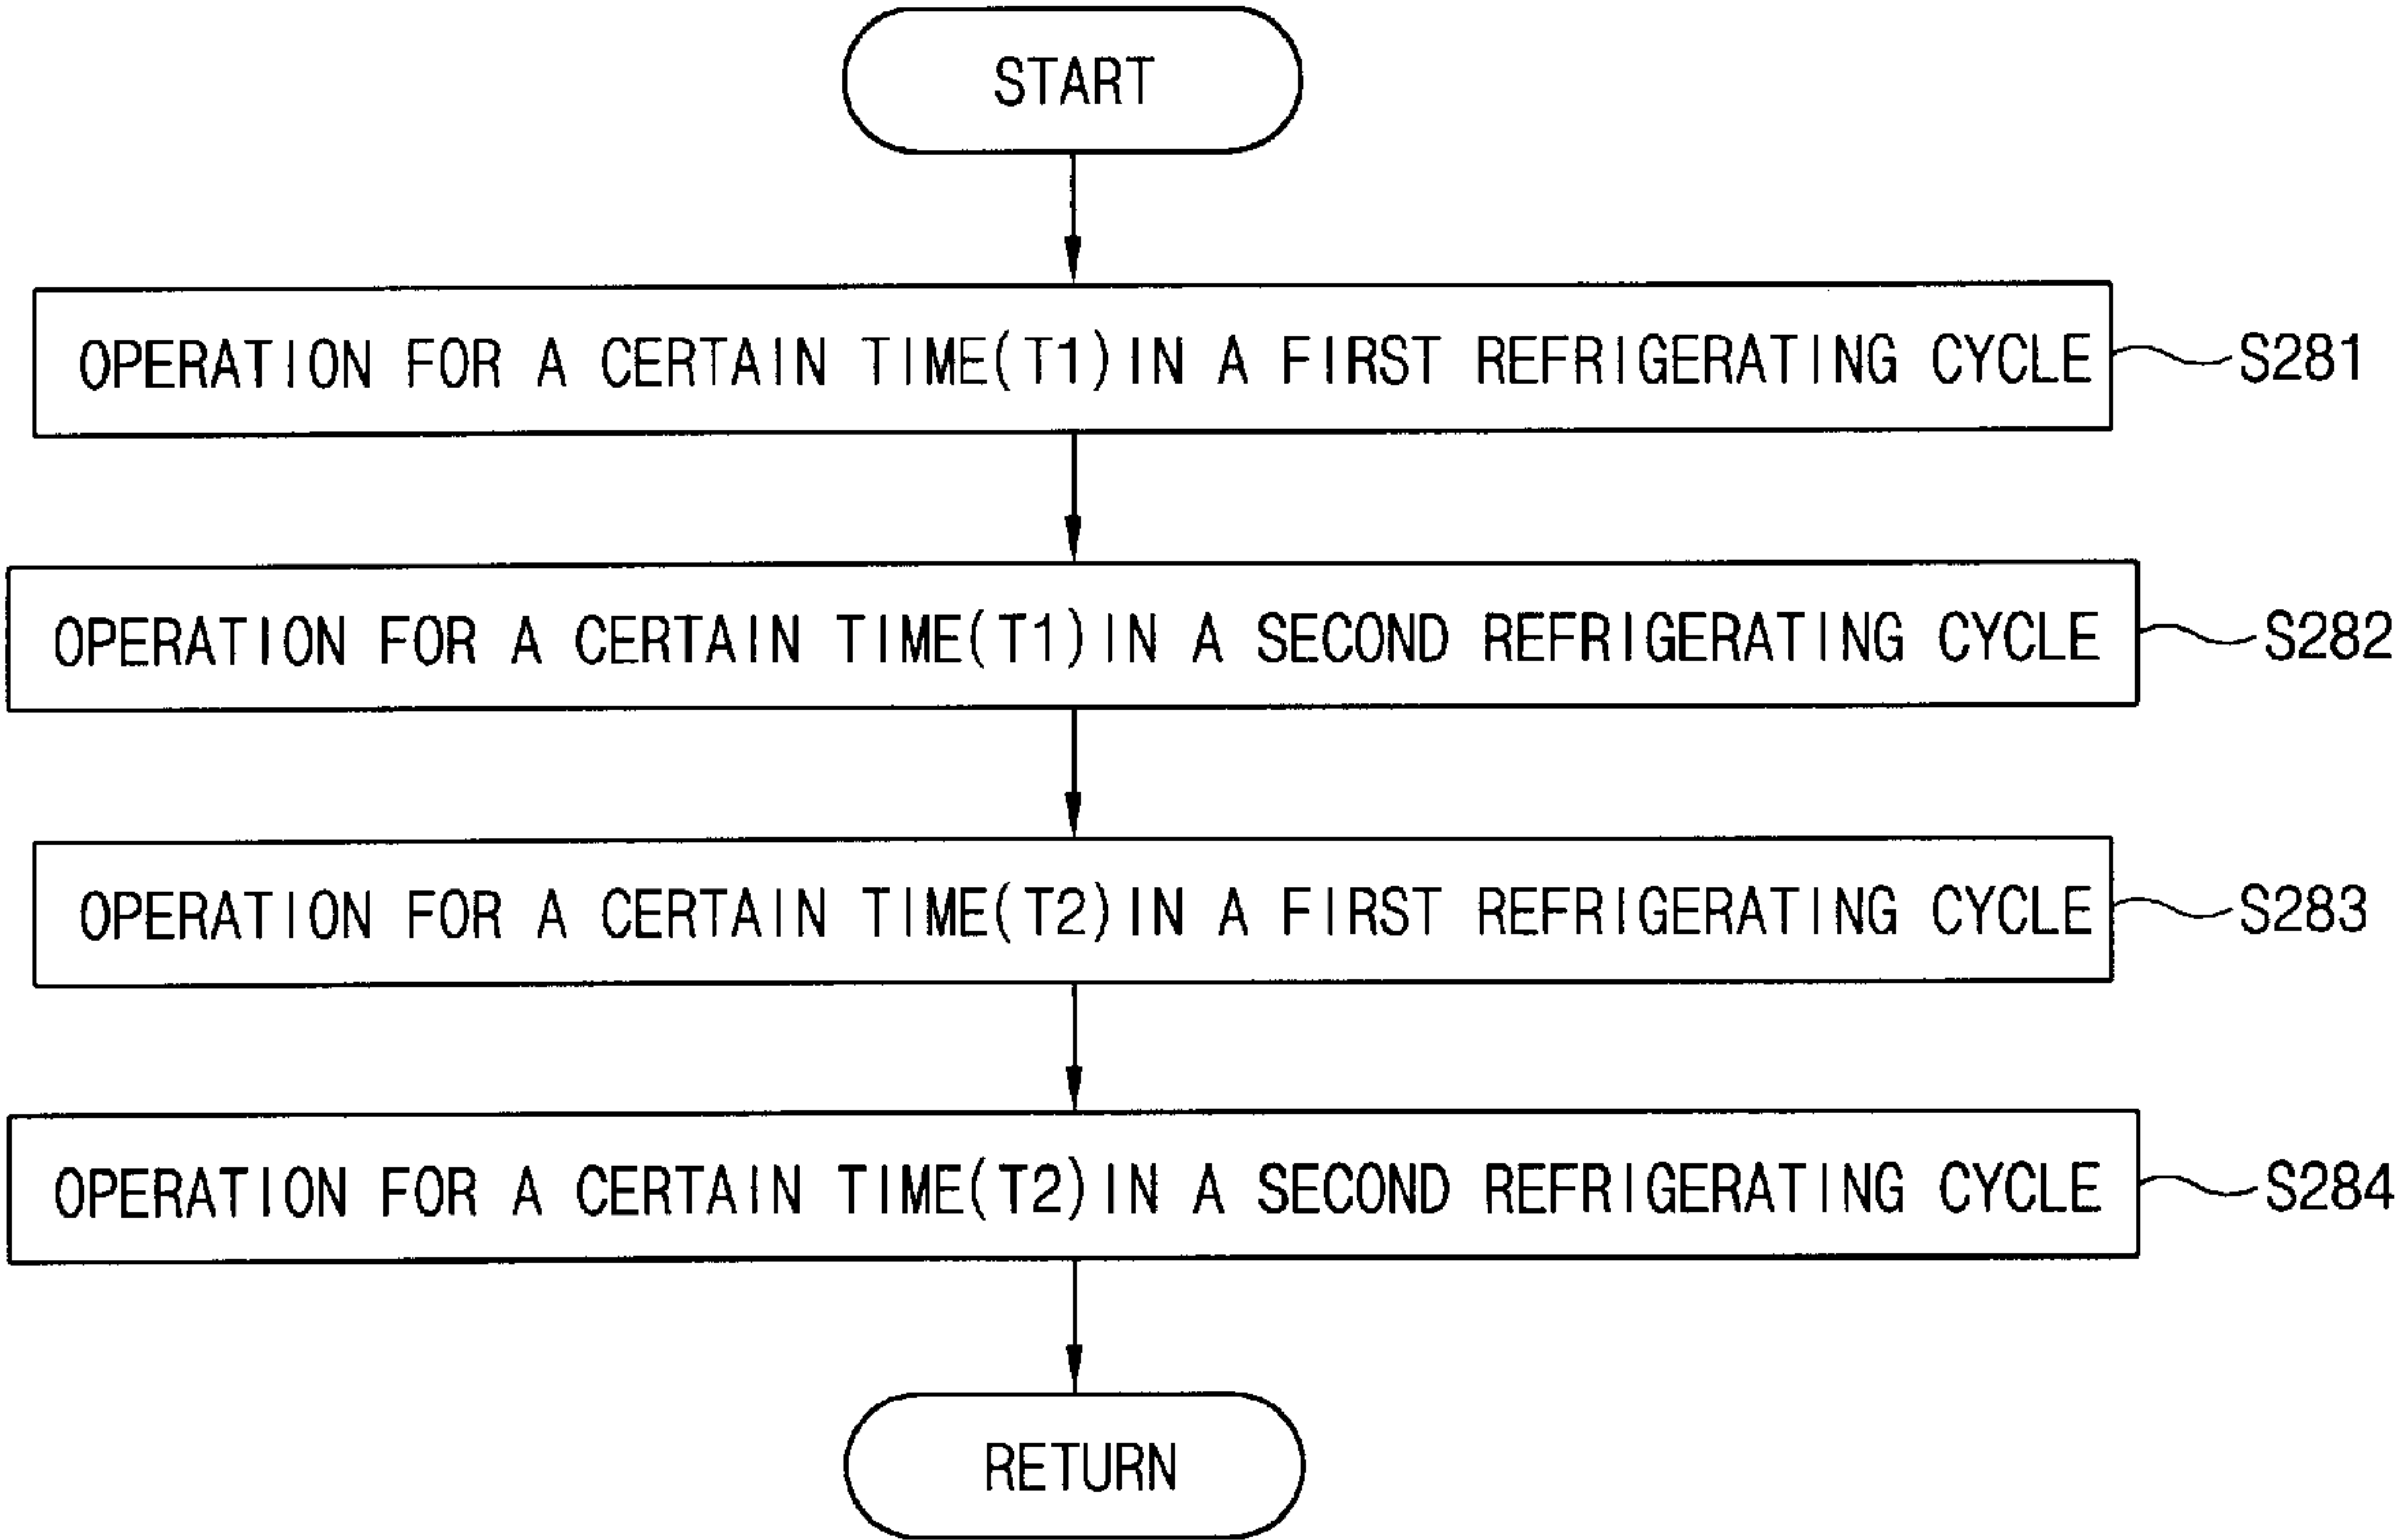 START
OPERATION FOR A CERTAIN TIME(T1)IN A FIRST REFRIGERATING CYCLE S281
OPERATION FOR A CERTAIN TIME(T1)IN A SECOND REFRIGERATING CYCLE S282
OPERATION FOR A CERTAIN TIME(T2)IN A FIRST REFRIGERATING CYCLE S283
OPERATION FOR A CERTAIN TIME(T2)IN A SECOND REFRIGERATING CYCLE S284
RETURN